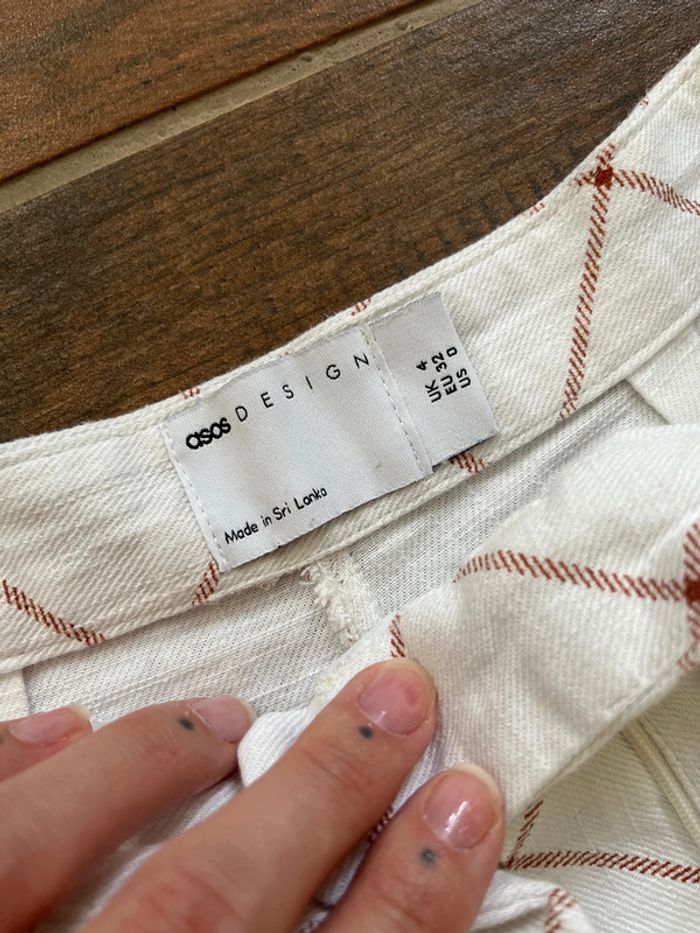 asos DESIGN
Made in Sri Lanka
UK 4
EU 32
US 0